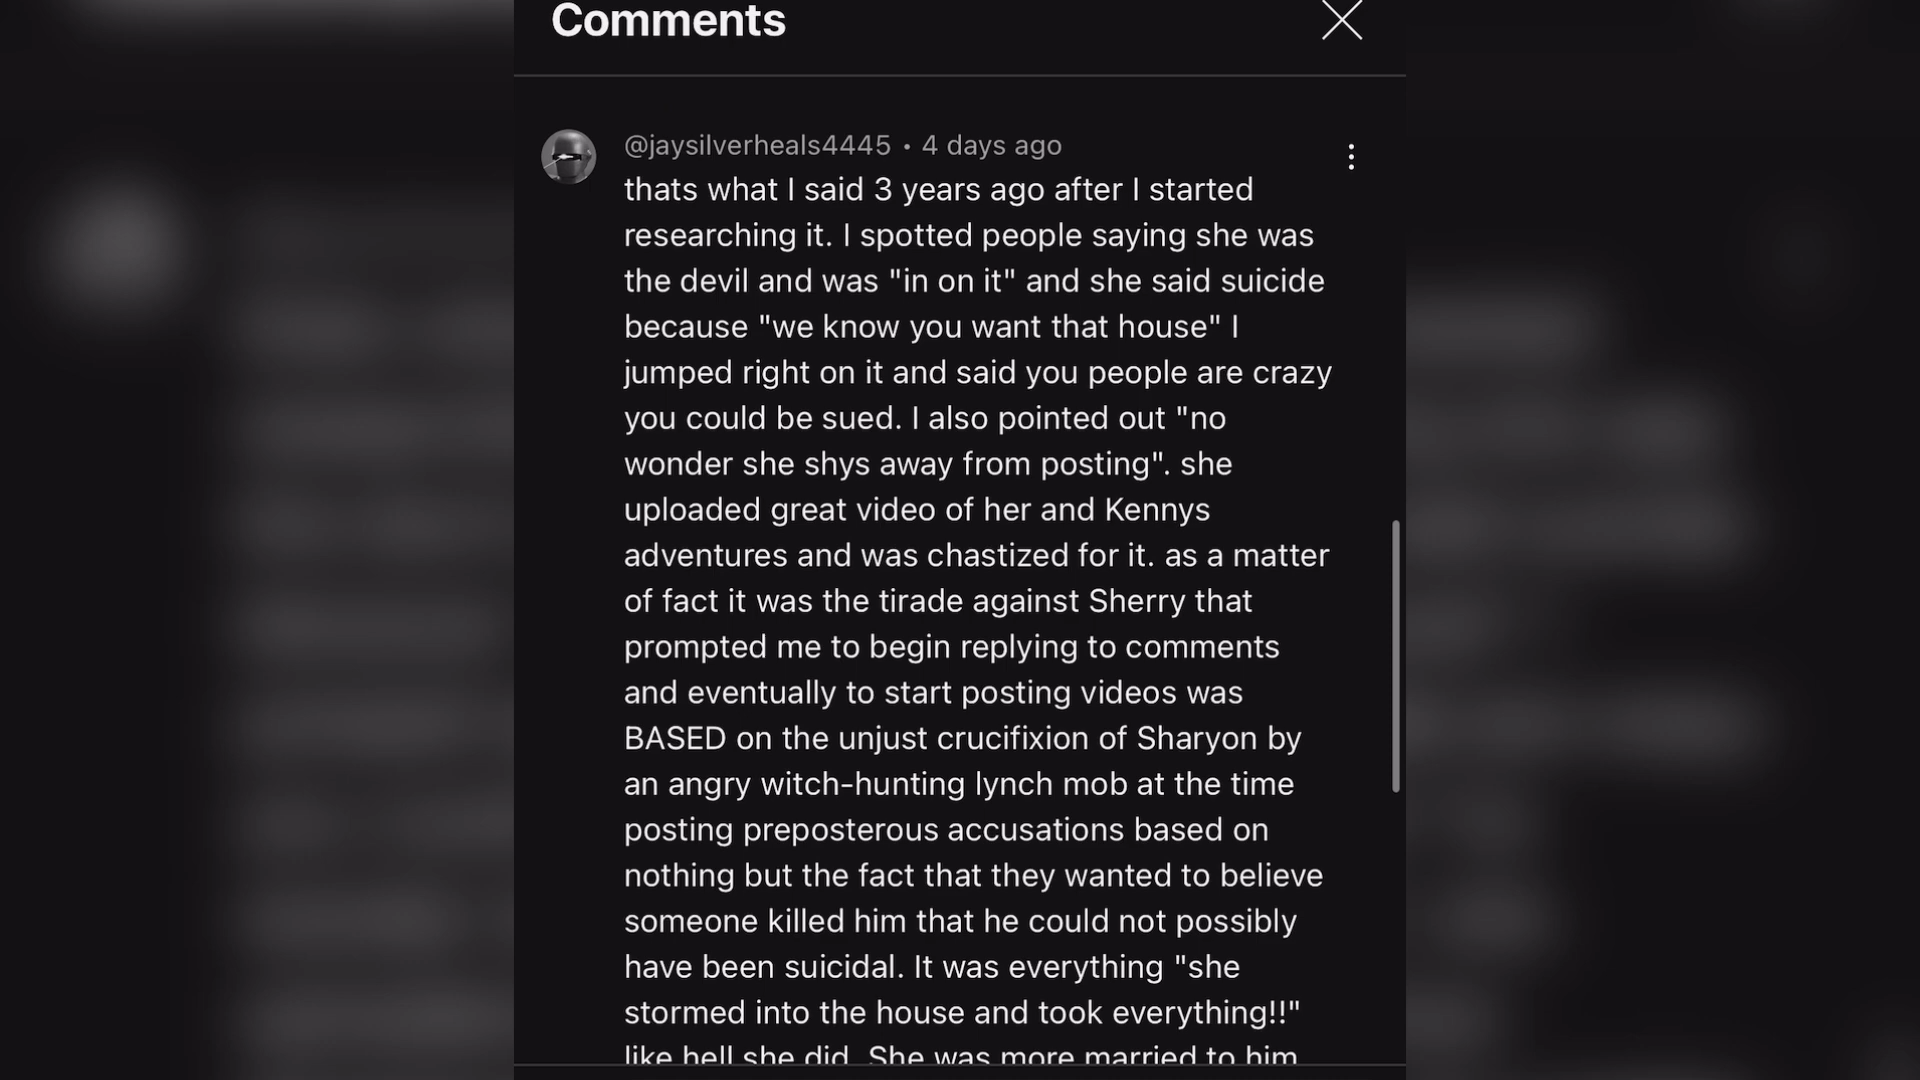 Comments
@jaysilverheals4445 • 4 days ago
thats what I said 3 years ago after I started
researching it. I spotted people saying she was
the devil and was "in on it" and she said suicide
because "we know you want that house" I
jumped right on it and said you people are crazy
you could be sued. I also pointed out "no
wonder she shys away from posting". she
uploaded great video of her and Kennys
adventures and was chastized for it. as a matter
of fact it was the tirade against Sherry that
prompted me to begin replying to comments
and eventually to start posting videos was
BASED on the unjust crucifixion of Sharyon by
an angry witch-hunting lynch mob at the time
posting preposterous accusations based on
nothing but the fact that they wanted to believe
someone killed him that he could not possibly
have been suicidal. It was everything "she
stormed into the house and took everything!!"
like hell she did. She was more married to him